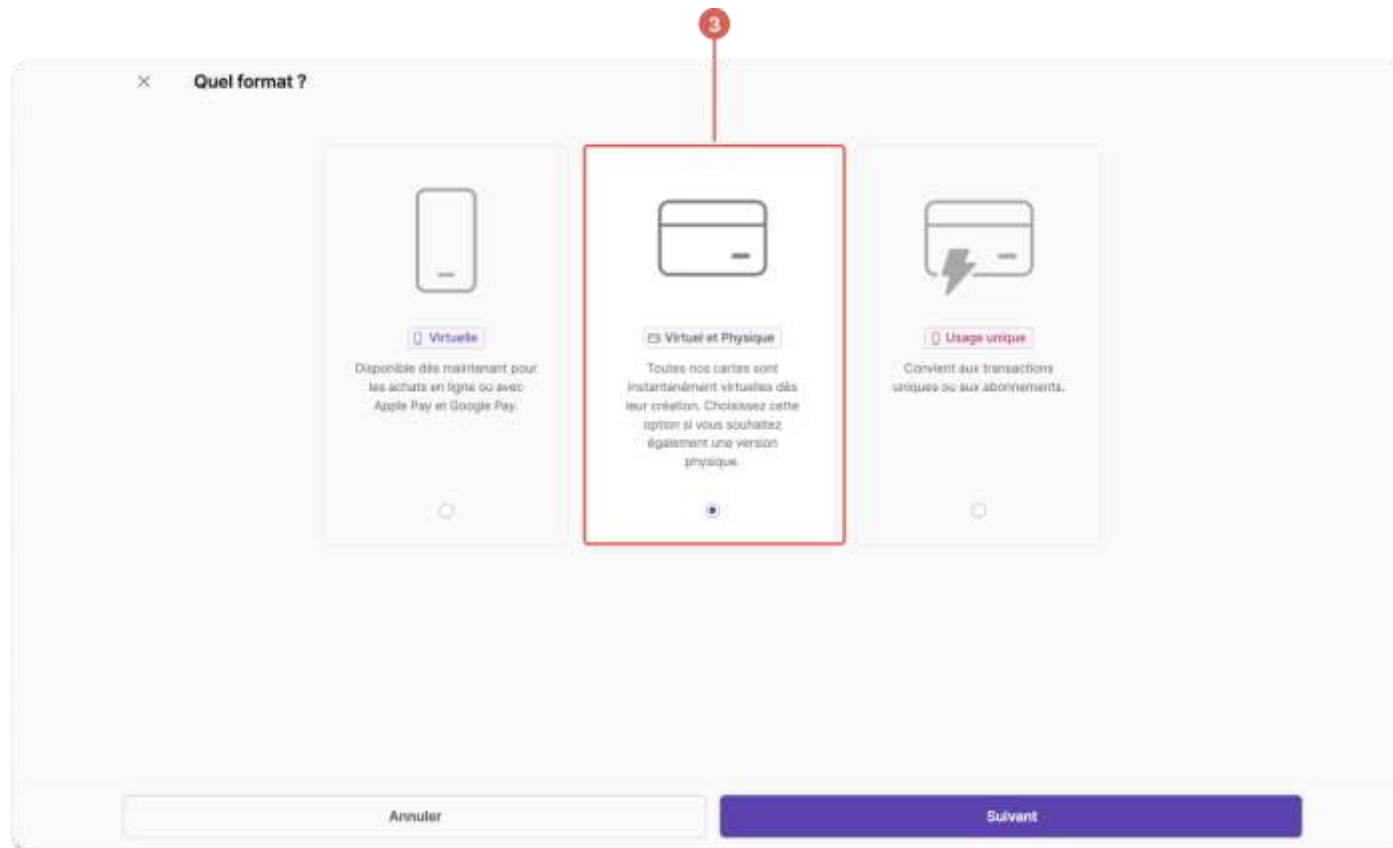 3
Quel format ?
Virtuelle
Disponible dès maintenant pour
les achats en ligne ou avec
Apple Pay et Google Pay.
Virtuel et Physique
Toutes nos cartes sont
instantanément virtuelles dès
leur création. Choisissez cette
option si vous souhaitez
également une version
physique.
Usage unique
Convient aux transactions
uniques ou aux abonnements.
Annuler
Suivant